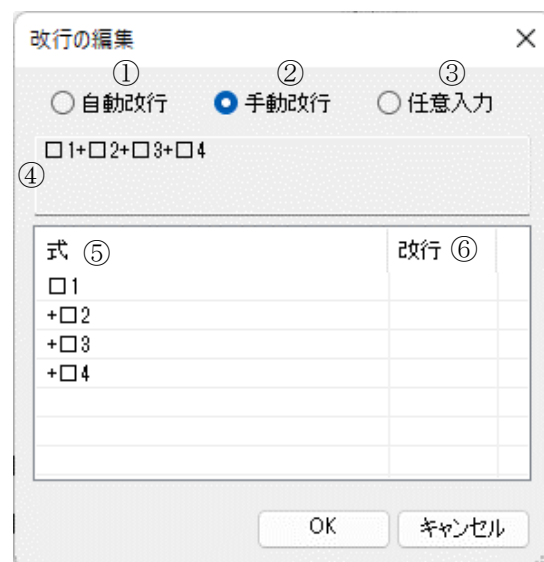 改行の編集
① ② ③
自動改行 手動改行 任意入力
□1+□2+□3+□4
④
式 ⑤ 改行 ⑥
□1
+□2
+□3
+□4
OK キャンセル